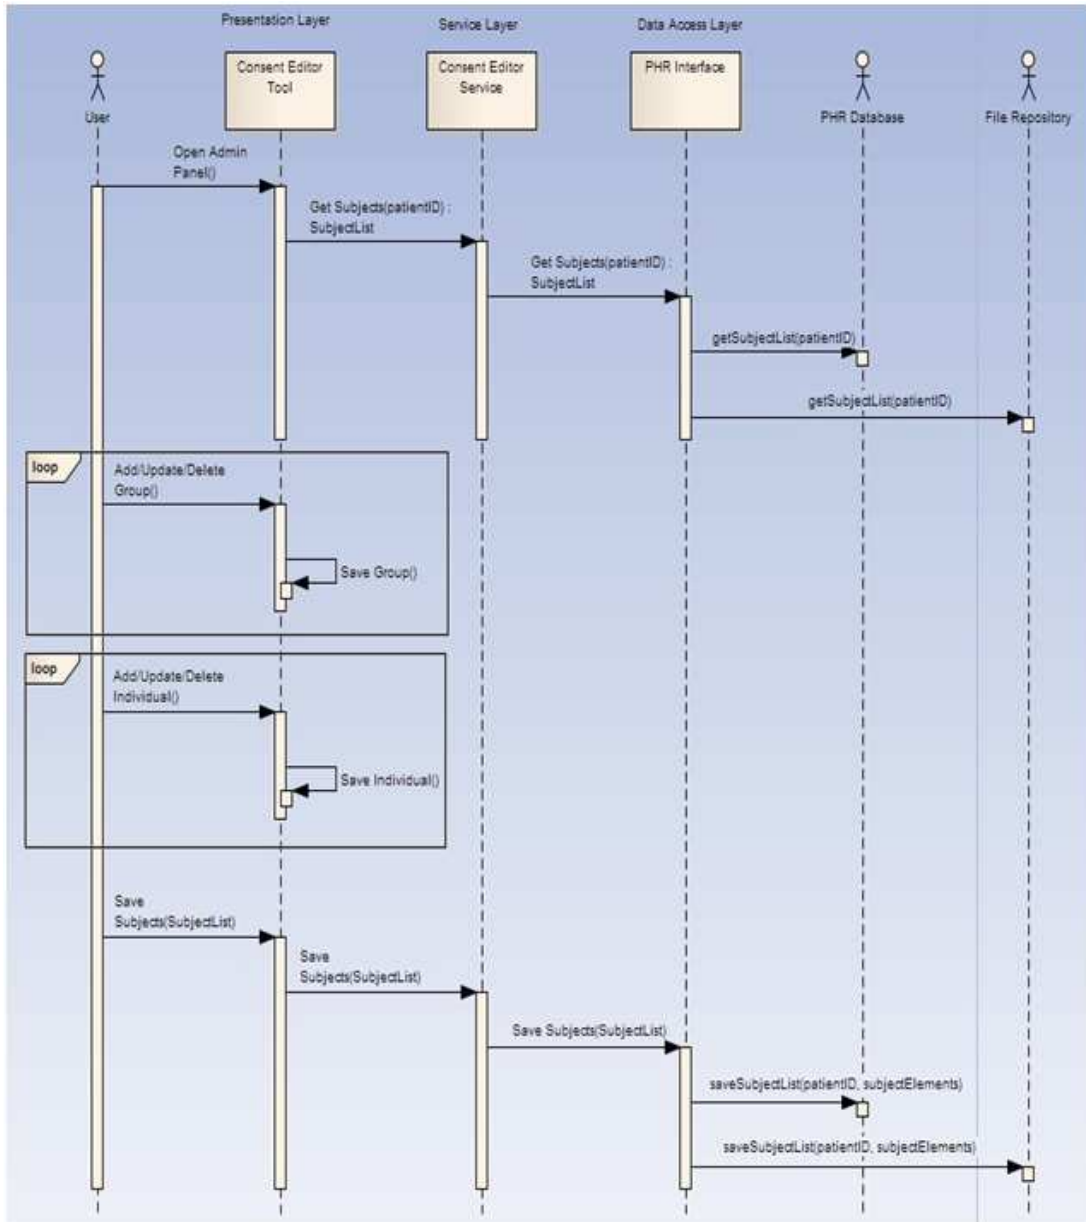 Presentation Layer
Service Layer
Data Access Layer
Consent Editor
Tool
Consent Editor
Service
PHR Interface
User
PHR Database
File Repository
Open Admin
Panel()
Get Subjects(patientID) :
SubjectList
Get Subjects(patientID) :
SubjectList
getSubjectList(patientID)
getSubjectList(patientID)
loop
Add/Update/Delete
Group()
Save Group()
loop
Add/Update/Delete
Individual()
Save Individual()
Save
Subjects(SubjectList)
Save
Subjects(SubjectList)
Save Subjects(SubjectList)
saveSubjectList(patientID, subjectElements)
saveSubjectList(patientID, subjectElements)